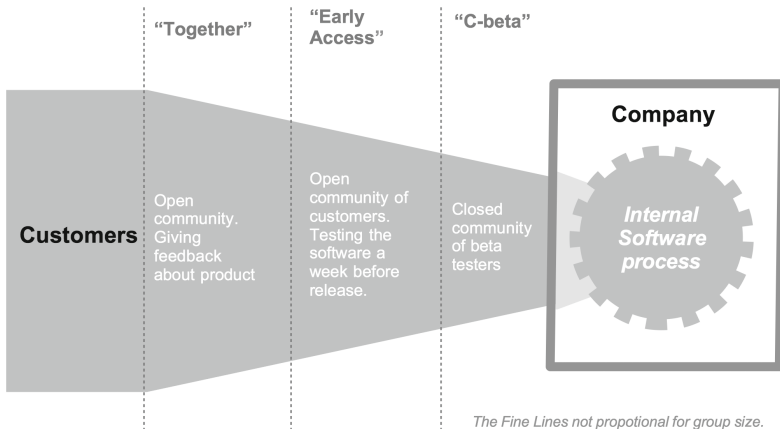 “Together”
“Early
Access”
“C-beta”
Customers
Open
community.
Giving
feedback
about product
Open
community of
customers.
Testing the
software a
week before
release.
Closed
community
of beta
testers
Company
Internal
Software
process
The Fine Lines not propotional for group size.